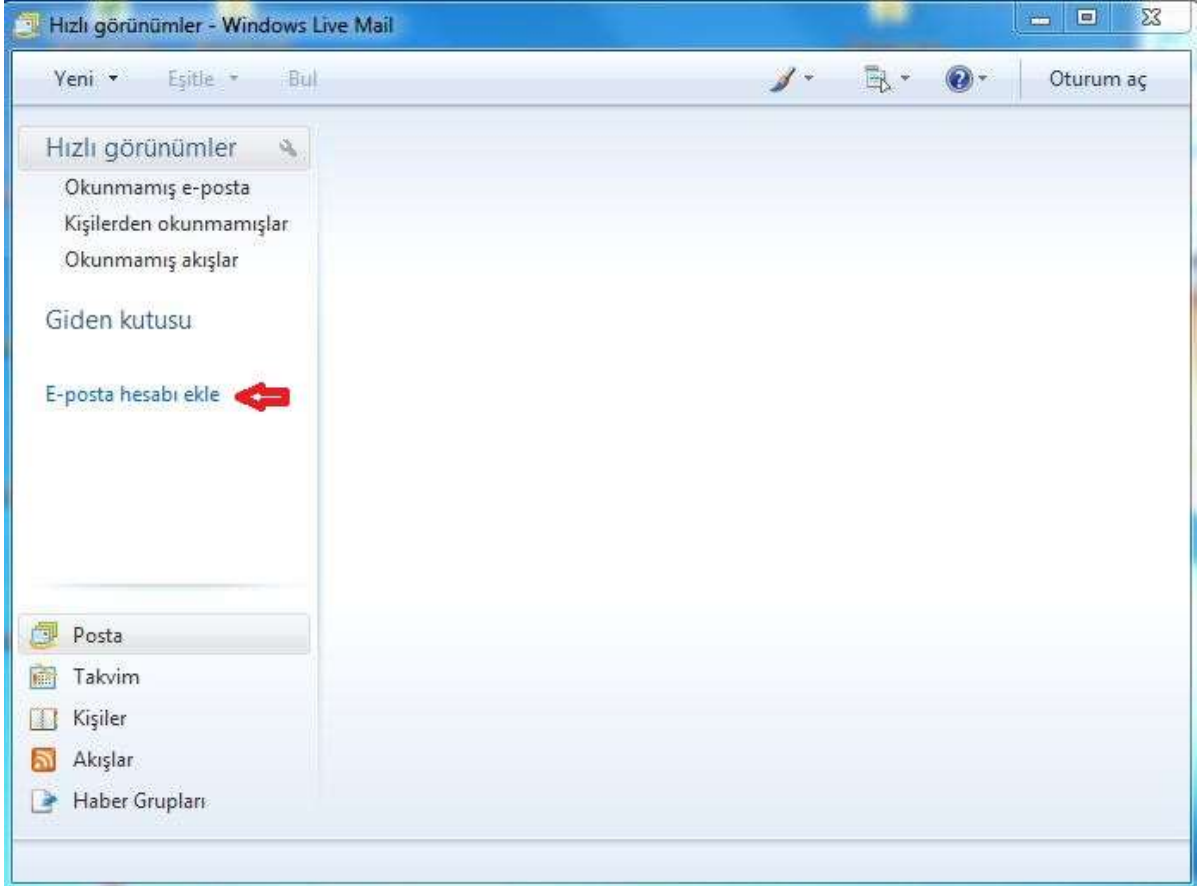 Hızlı görünümler - Windows Live Mail
Yeni Eşitle Bul Oturum aç
Hızlı görünümler
Okunmamış e-posta
Kişilerden okunmamışlar
Okunmamış akışlar
Giden kutusu
E-posta hesabı ekle
Posta
Takvim
Kişiler
Akışlar
Haber Grupları